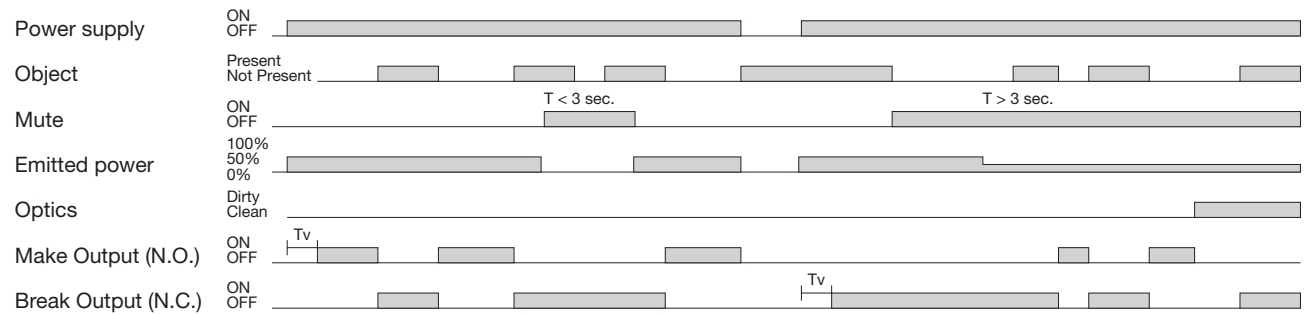 Power supply
ON
OFF
Object
Present
Not Present
Mute
ON
OFF
T < 3 sec.
T > 3 sec.
Emitted power
100%
50%
0%
Optics
Dirty
Clean
Make Output (N.O.)
ON
OFF
Tv
Break Output (N.C.)
ON
OFF
Tv